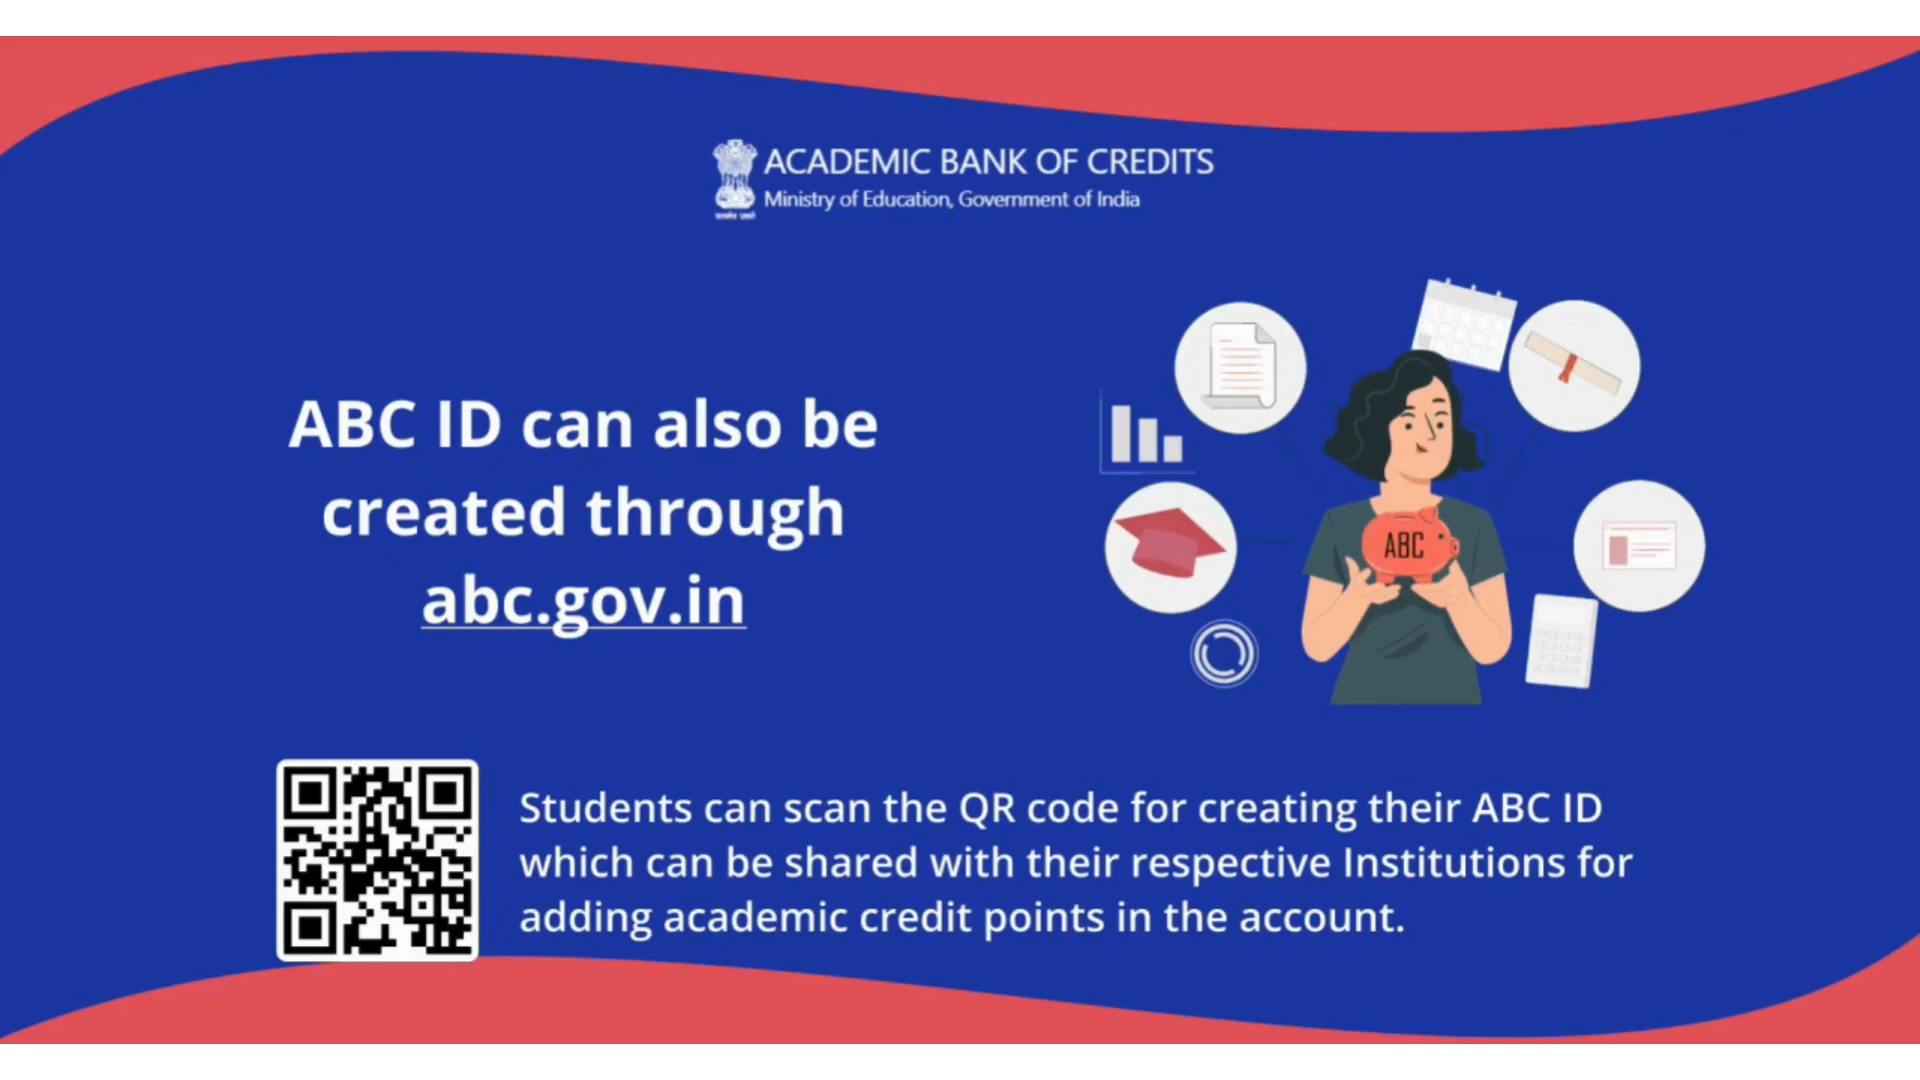 ACADEMIC BANK OF CREDITS
Ministry of Education, Government of India
ABC ID can also be
created through
abc.gov.in
ABC
Students can scan the QR code for creating their ABC ID
which can be shared with their respective Institutions for
adding academic credit points in the account.